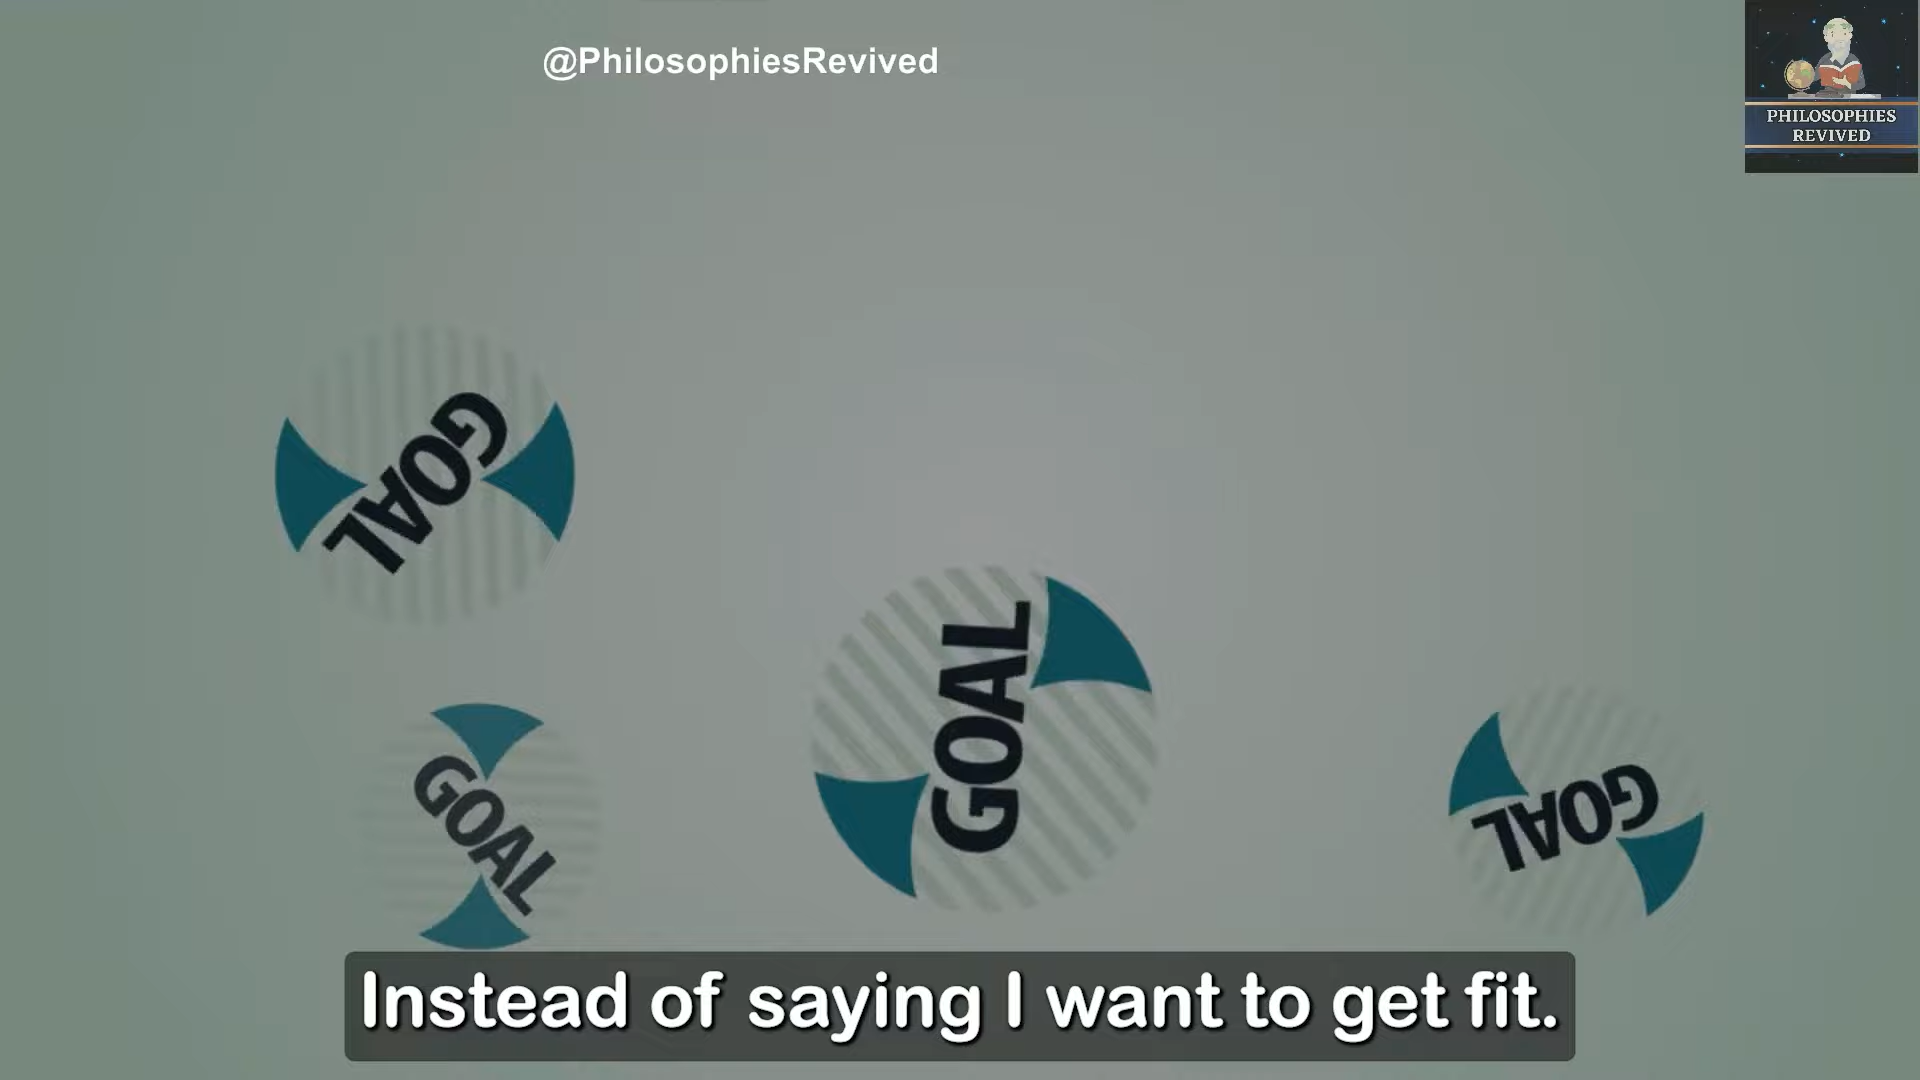 @PhilosophiesRevived
PHILOSOPHIES
REVIVED
GOAL
GOAL
GOAL
GOAL
Instead of saying I want to get fit.